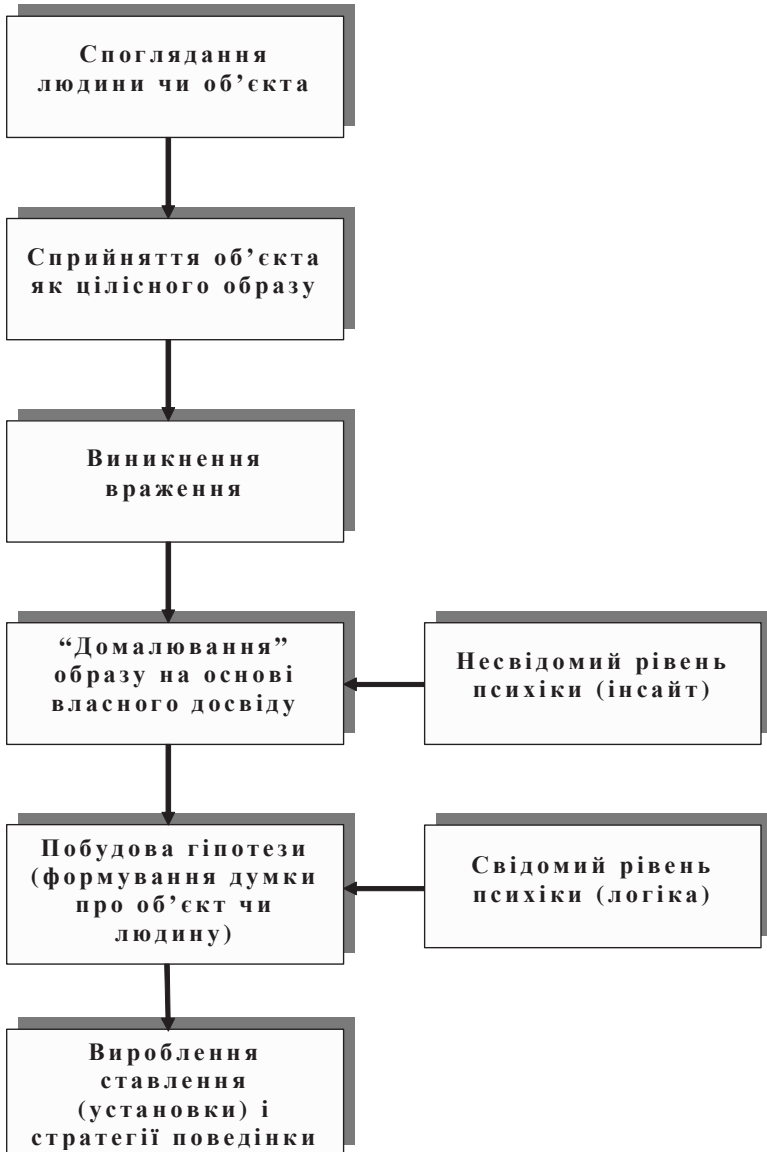 Споглядання
людини чи об’єкта
Сприйняття об’єкта
як цілісного образу
Виникнення
враження
“Домалювання”
образу на основі
власного досвіду
Несвідомий рівень
психіки (інсайт)
Побудова гіпотези
(формування думки
про об’єкт чи
людину)
Свідомий рівень
психіки (логіка)
Вироблення
ставлення
(установки) і
стратегії поведінки